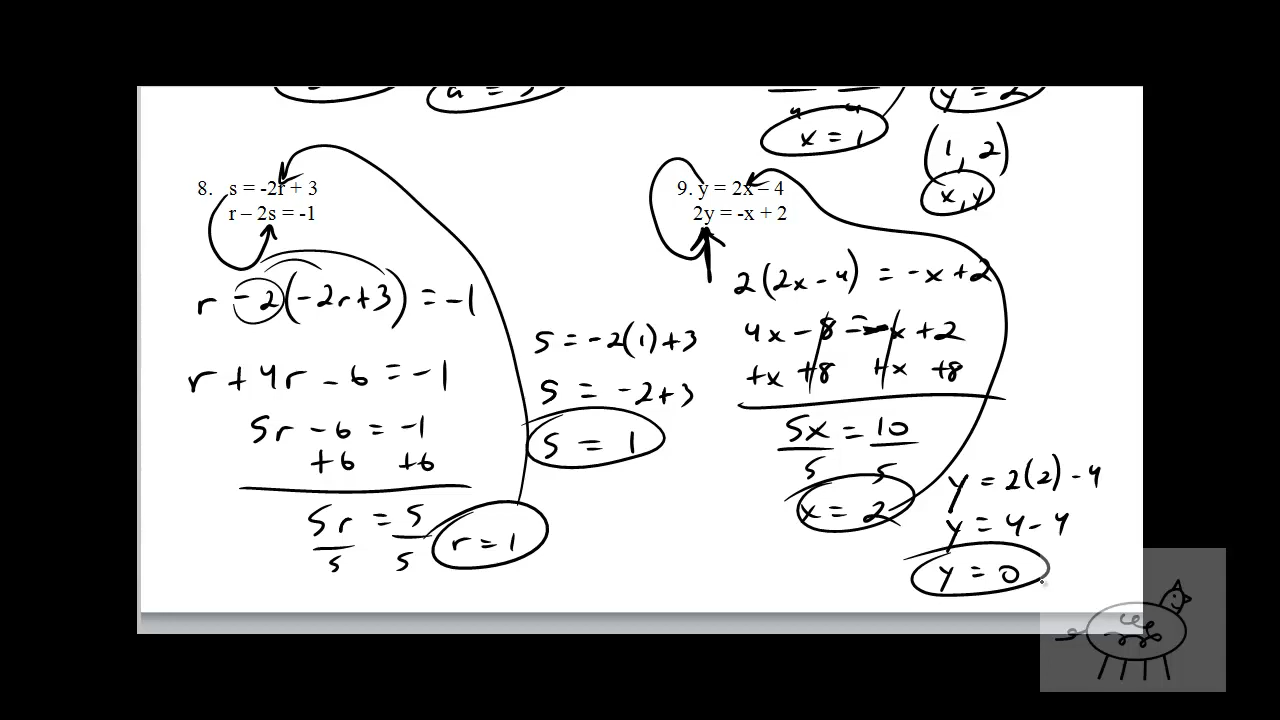 y = 2
x = 1
(1, 2)
x, y
8. s = -2r + 3
r – 2s = -1
r - 2(-2r+3) = -1
r + 4r - 6 = -1
5r - 6 = -1
+6 +6
5r = 5
5 5
r = 1
s = -2(1)+3
s = -2+3
s = 1
9. y = 2x – 4
2y = -x + 2
2(2x - 4) = -x+2
4x - 8 = -x + 2
+x +8 +x +8
5x = 10
5 5
x = 2
y = 2(2) - 4
y = 4 - 4
y = 0